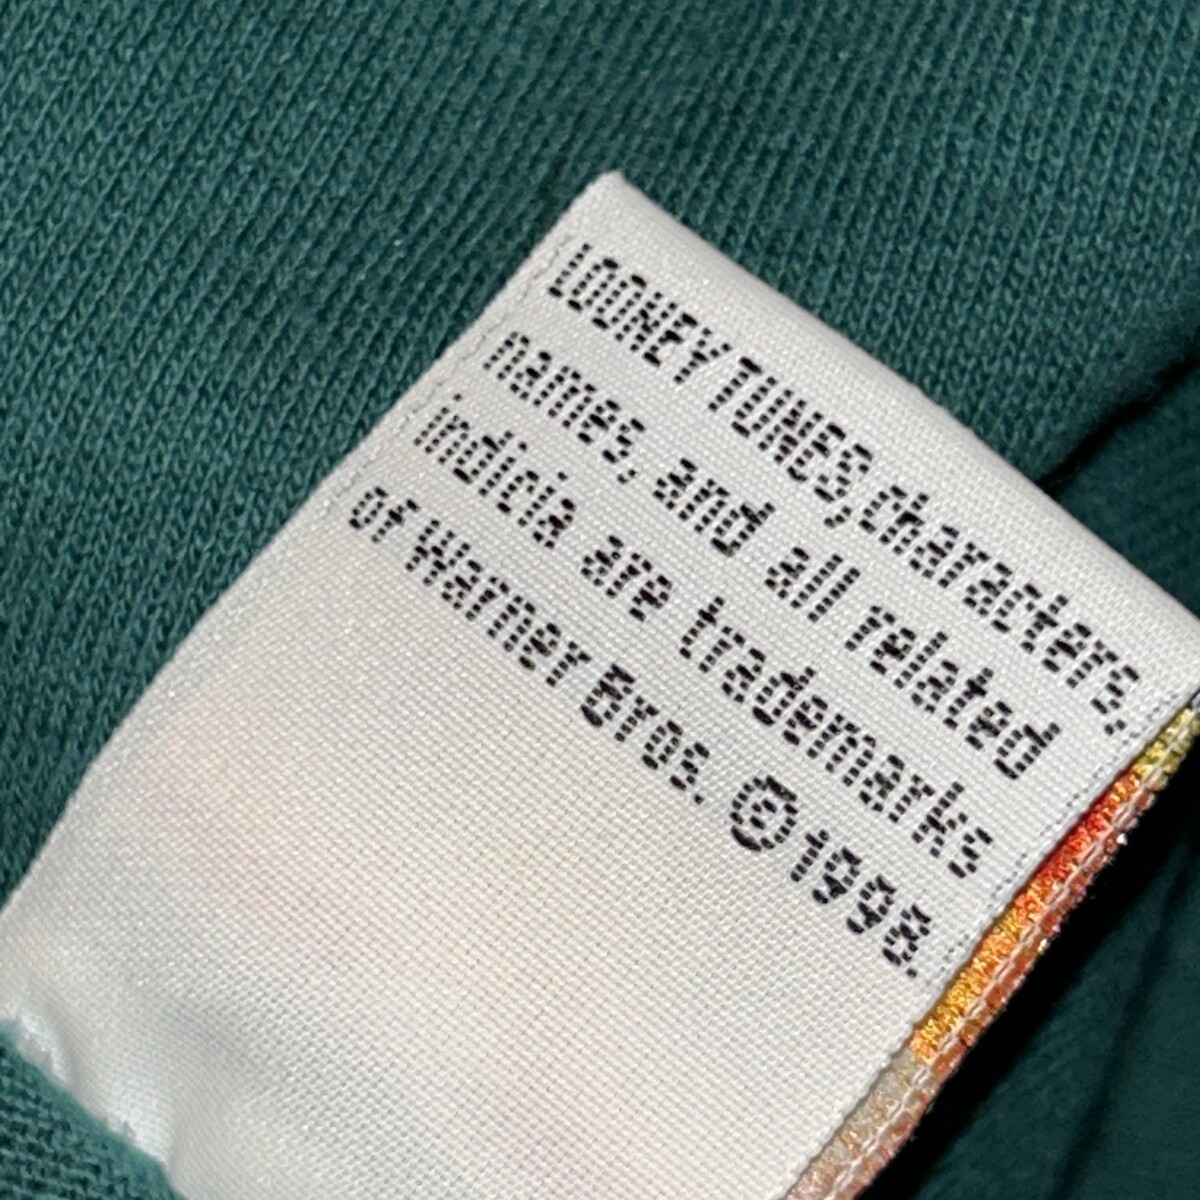 LOONEY TUNES,characters,
names, and all related
indicia are trademarks
of Warner Bros. ©1998.